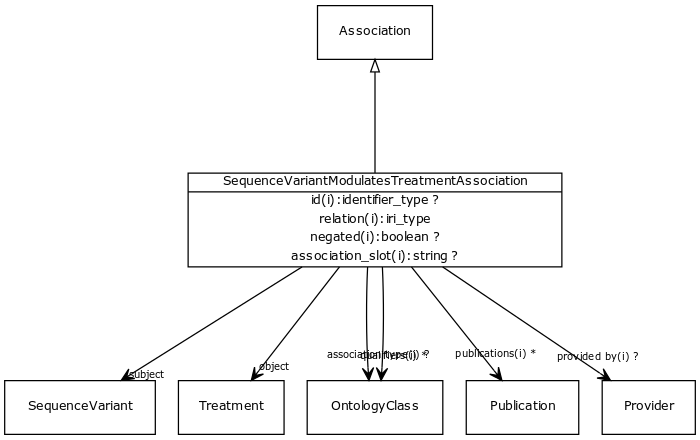 Association
SequenceVariantModulatesTreatmentAssociation
id(i):identifier_type ?
relation(i):iri_type
negated(i):boolean ?
association_slot(i):string ?
subject
object
association type(i) ?
qualifiers(i) *
publications(i) *
provided by(i) ?
SequenceVariant
Treatment
OntologyClass
Publication
Provider